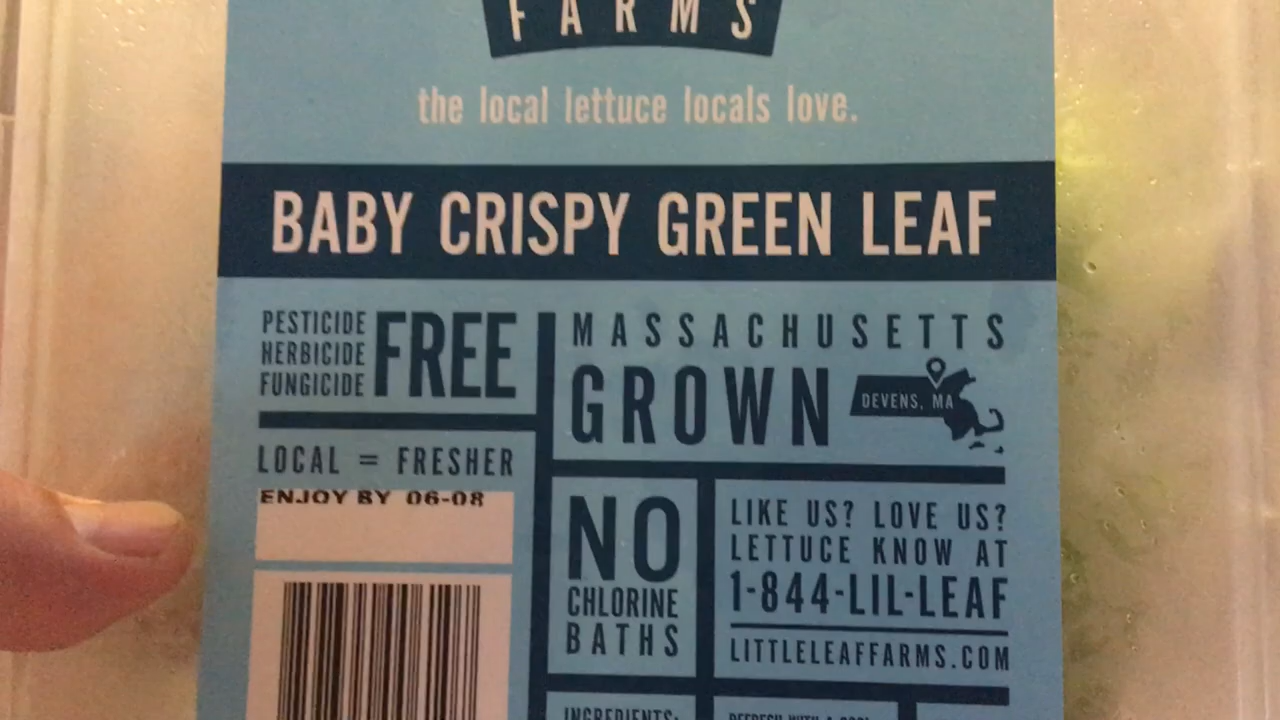 FARMS
the local lettuce locals love.
BABY CRISPY GREEN LEAF
PESTICIDE
HERBICIDE
FUNGICIDE
FREE
LOCAL = FRESHER
ENJOY BY 06-08
MASSACHUSETTS
GROWN
DEVENS, MA
NO
CHLORINE
BATHS
LIKE US? LOVE US?
LETTUCE KNOW AT
1-844-LIL-LEAF
LITTLELEAFFARMS.COM
INGREDIENTS: